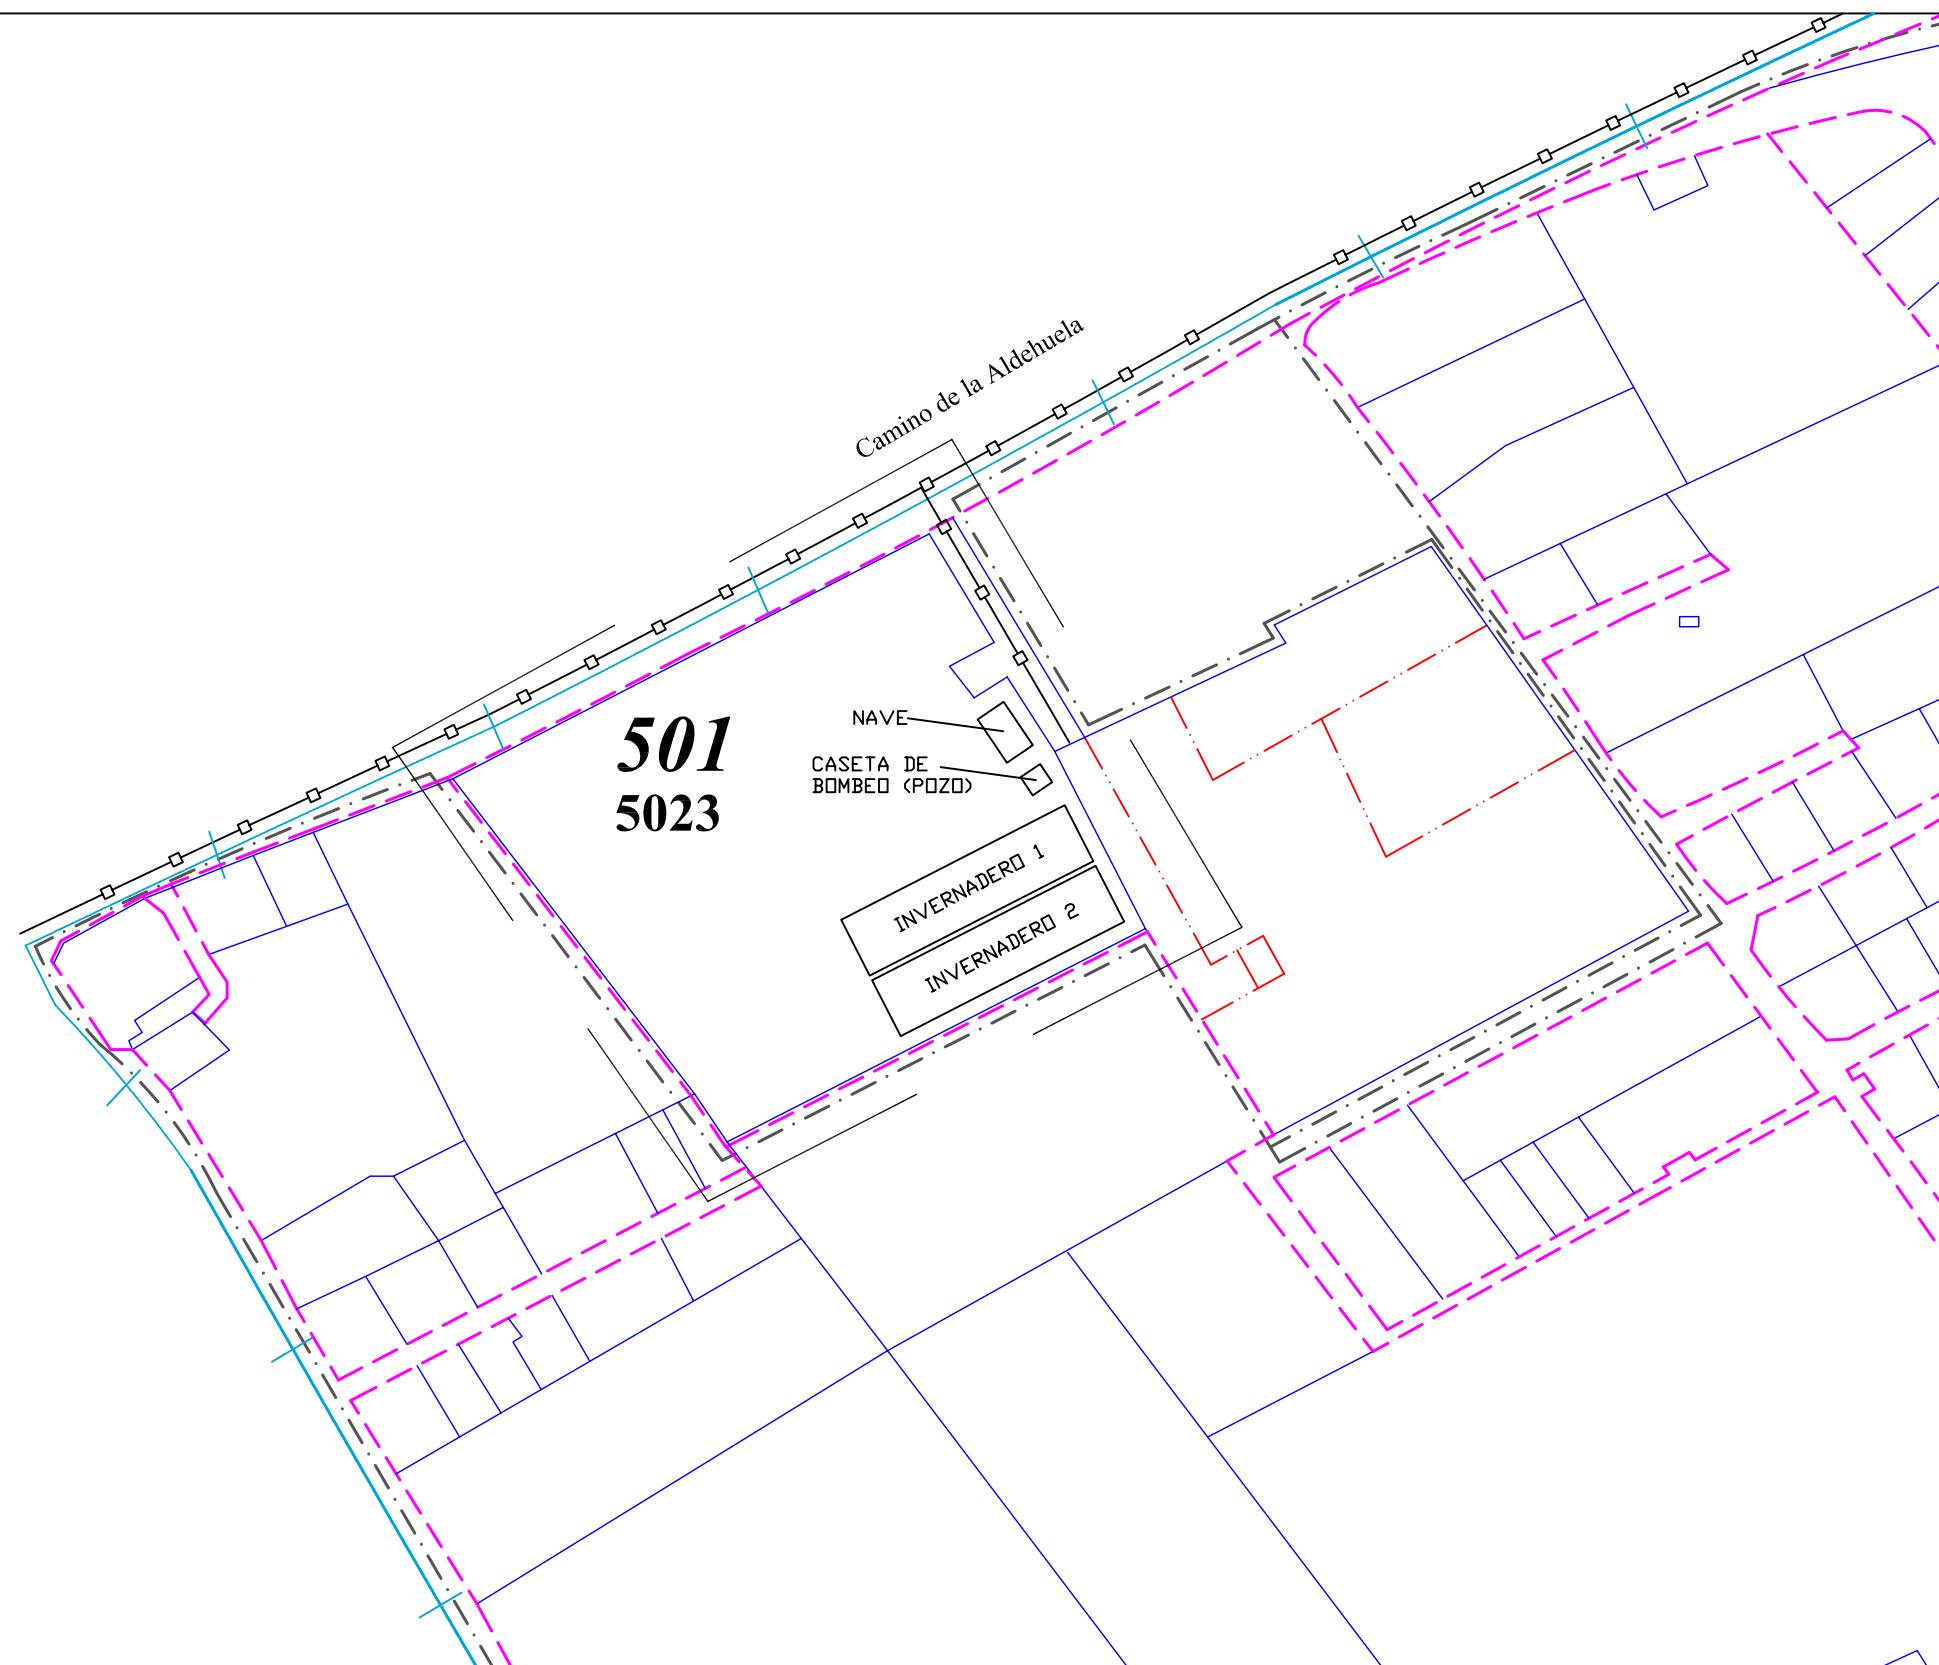 Camino de la Aldehuela
501
5023
NAVE
CASETA DE
BOMBEO (POZO)
INVERNADERO 1
INVERNADERO 2